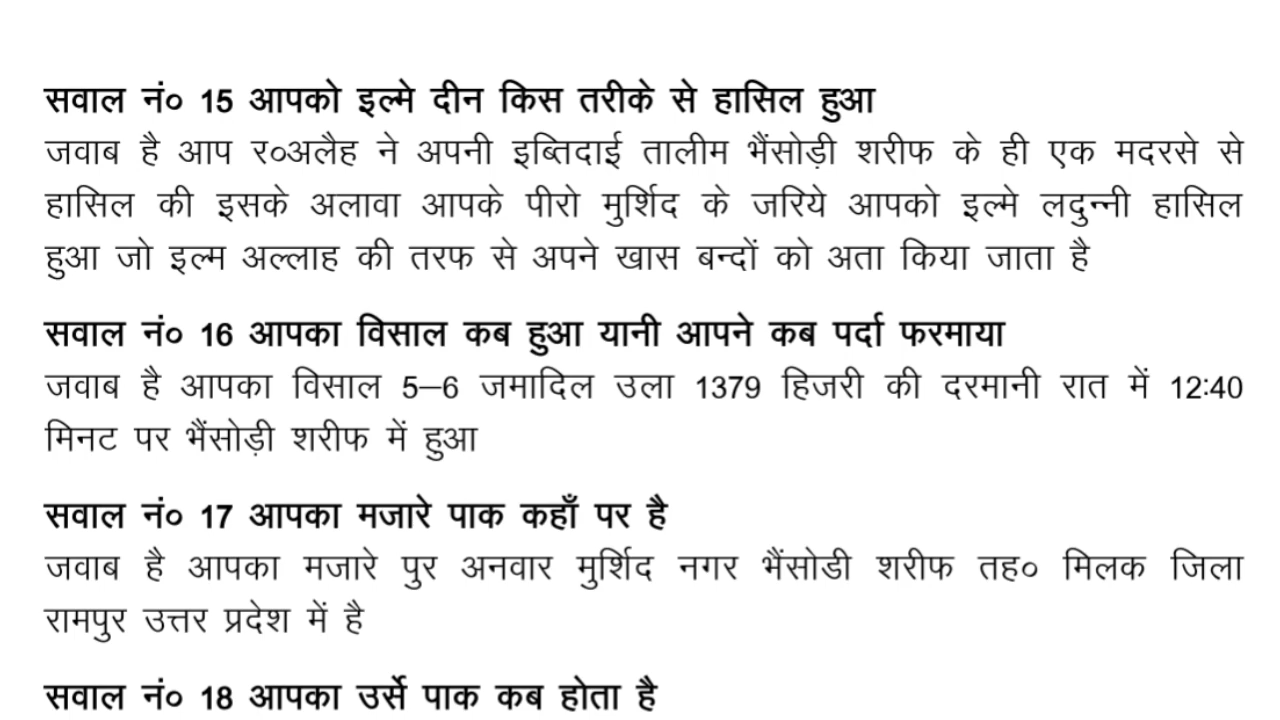 सवाल नं० 15 आपको इल्मे दीन किस तरीके से हासिल हुआ
जवाब है आप र०अलैह ने अपनी इब्तिदाई तालीम भैंसोड़ी शरीफ के ही एक मदरसे से
हासिल की इसके अलावा आपके पीरो मुर्शिद के जरिये आपको इल्मे लदुन्नी हासिल
हुआ जो इल्म अल्लाह की तरफ से अपने खास बन्दों को अता किया जाता है
सवाल नं० 16 आपका विसाल कब हुआ यानी आपने कब पर्दा फरमाया
जवाब है आपका विसाल 5–6 जमादिल उला 1379 हिजरी की दरमानी रात में 12:40
मिनट पर भैंसोड़ी शरीफ में हुआ
सवाल नं० 17 आपका मजारे पाक कहाँ पर है
जवाब है आपका मजारे पुर अनवार मुर्शिद नगर भैंसोडी शरीफ तह० मिलक जिला
रामपुर उत्तर प्रदेश में है
सवाल नं० 18 आपका उर्से पाक कब होता है